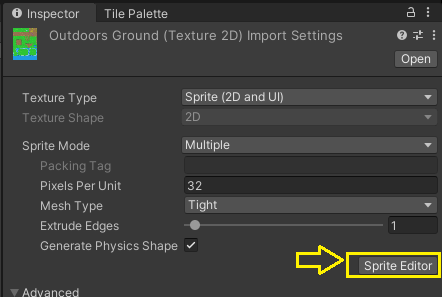 Inspector Tile Palette
Outdoors Ground (Texture 2D) Import Settings
Open
Texture Type Sprite (2D and UI)
Texture Shape 2D
Sprite Mode Multiple
Packing Tag
Pixels Per Unit 32
Mesh Type Tight
Extrude Edges 1
Generate Physics Shape
Sprite Editor
Advanced